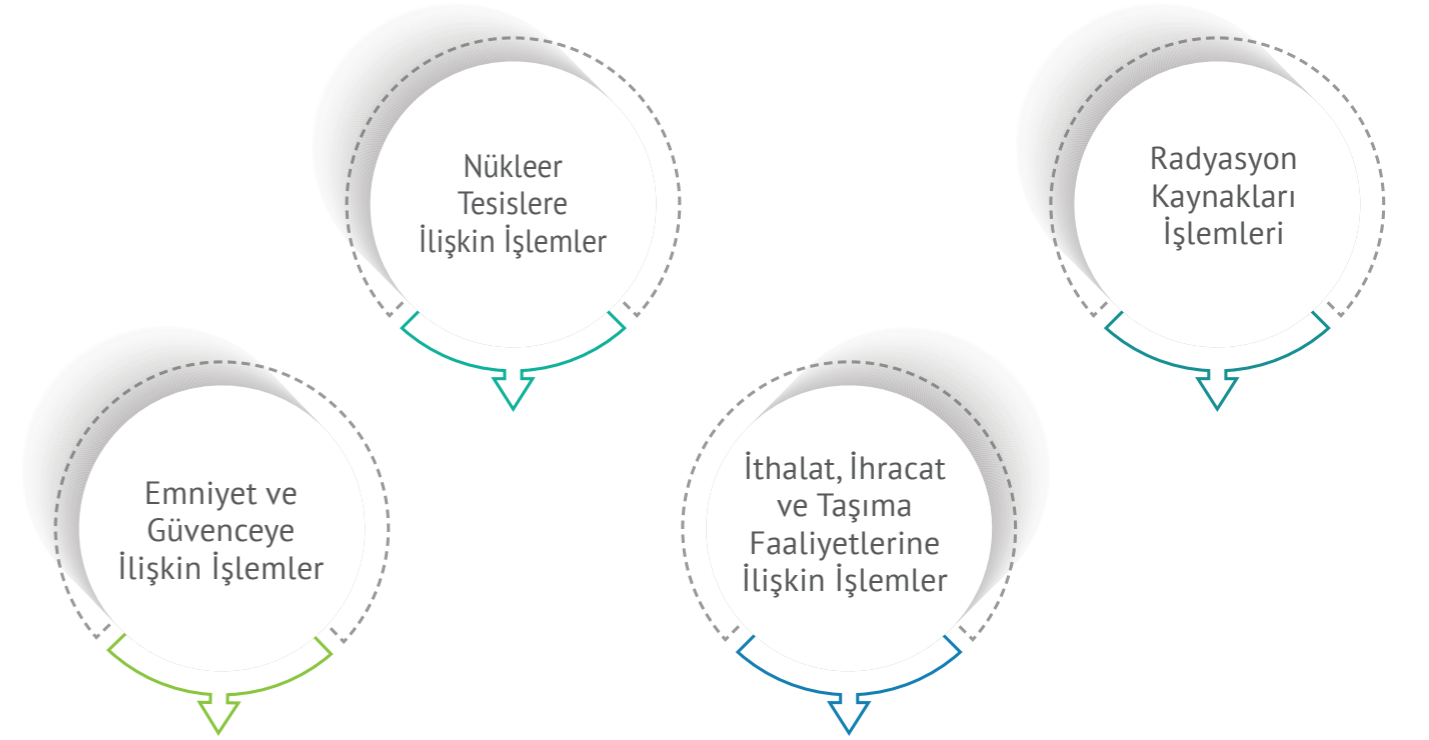 Nükleer
Tesislere
İlişkin İşlemler
Radyasyon
Kaynakları
İşlemleri
Emniyet ve
Güvenceye
İlişkin İşlemler
İthalat, İhracat
ve Taşıma
Faaliyetlerine
İlişkin İşlemler